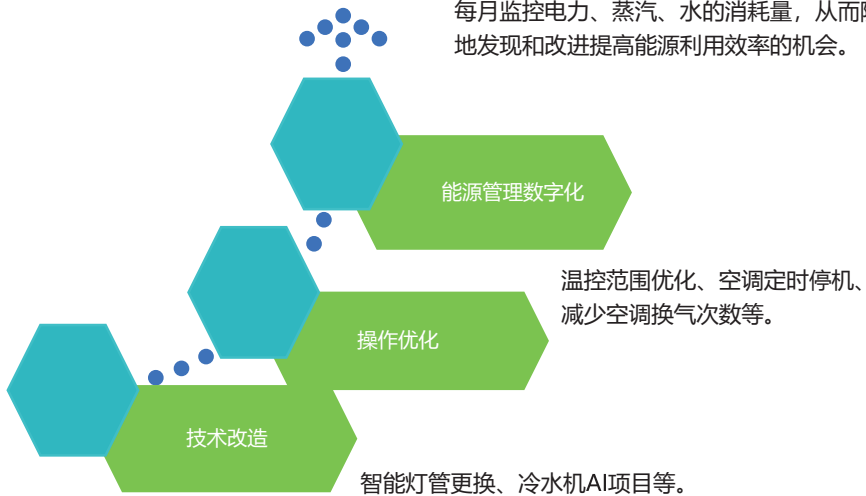 每月监控电力、蒸汽、水的消耗量，从而
地发现和改进提高能源利用效率的机会。
能源管理数字化
温控范围优化、空调定时停机、
减少空调换气次数等。
操作优化
技术改造
智能灯管更换、冷水机AI项目等。